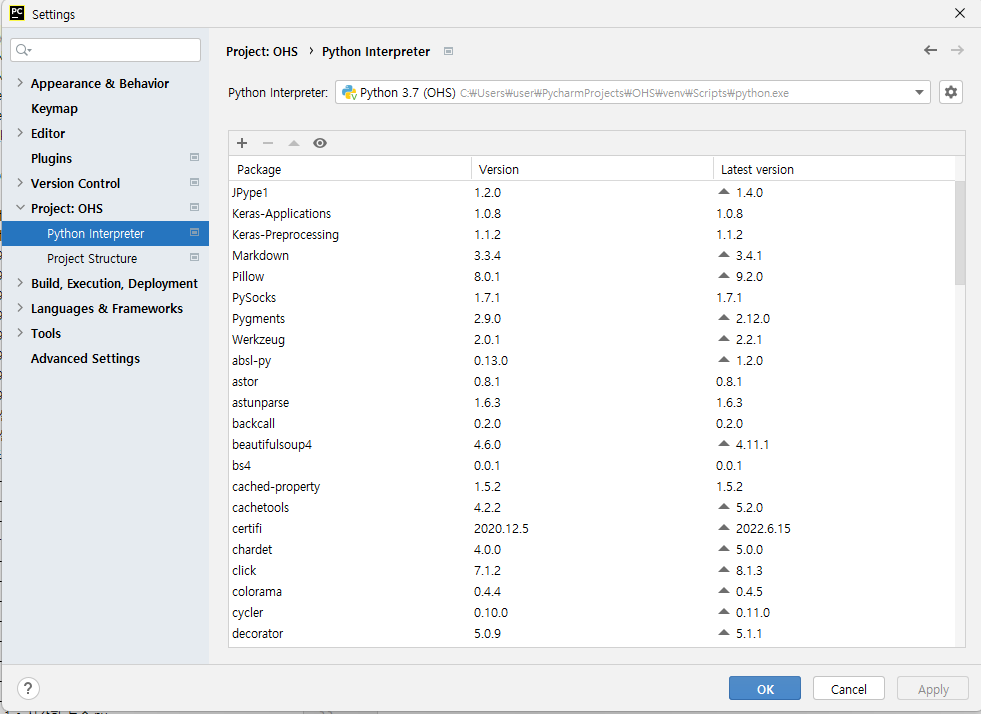 PC Settings
Project: OHS › Python Interpreter
Python Interpreter: Python 3.7 (OHS) C:₩Users₩user₩PycharmProjects₩OHS₩venv₩Scripts₩python.exe
Appearance & Behavior
Keymap
Editor
Plugins
Version Control
Project: OHS
Python Interpreter
Project Structure
Build, Execution, Deployment
Languages & Frameworks
Tools
Advanced Settings
Package Version Latest version
JPype1 1.2.0 1.4.0
Keras-Applications 1.0.8 1.0.8
Keras-Preprocessing 1.1.2 1.1.2
Markdown 3.3.4 3.4.1
Pillow 8.0.1 9.2.0
PySocks 1.7.1 1.7.1
Pygments 2.9.0 2.12.0
Werkzeug 2.0.1 2.2.1
absl-py 0.13.0 1.2.0
astor 0.8.1 0.8.1
astunparse 1.6.3 1.6.3
backcall 0.2.0 0.2.0
beautifulsoup4 4.6.0 4.11.1
bs4 0.0.1 0.0.1
cached-property 1.5.2 1.5.2
cachetools 4.2.2 5.2.0
certifi 2020.12.5 2022.6.15
chardet 4.0.0 5.0.0
click 7.1.2 8.1.3
colorama 0.4.4 0.4.5
cycler 0.10.0 0.11.0
decorator 5.0.9 5.1.1
? OK Cancel Apply